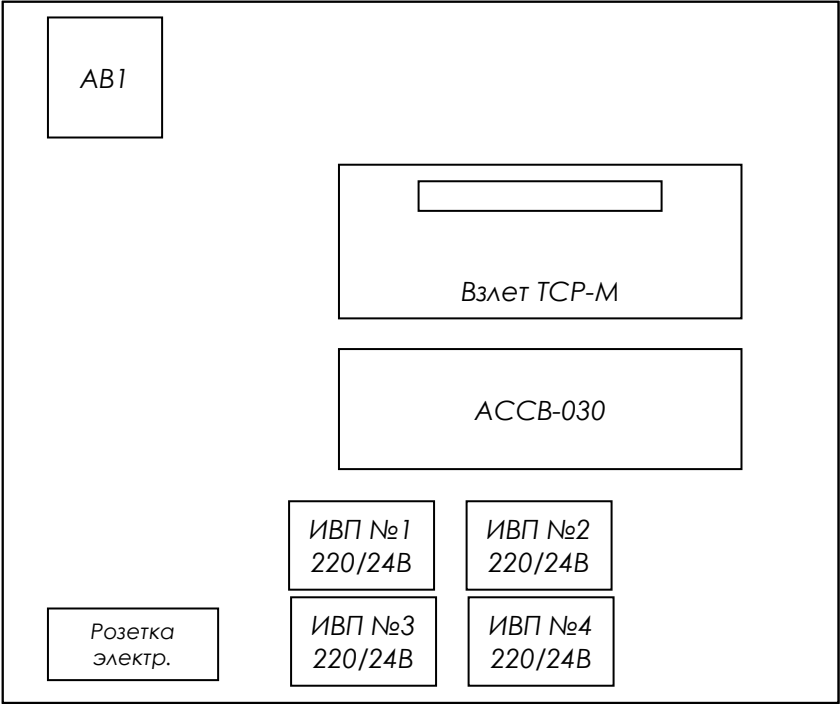 АВ1
Взлет ТСР-М
АССВ-030
ИВП №1
220/24В
ИВП №2
220/24В
Розетка
электр.
ИВП №3
220/24В
ИВП №4
220/24В